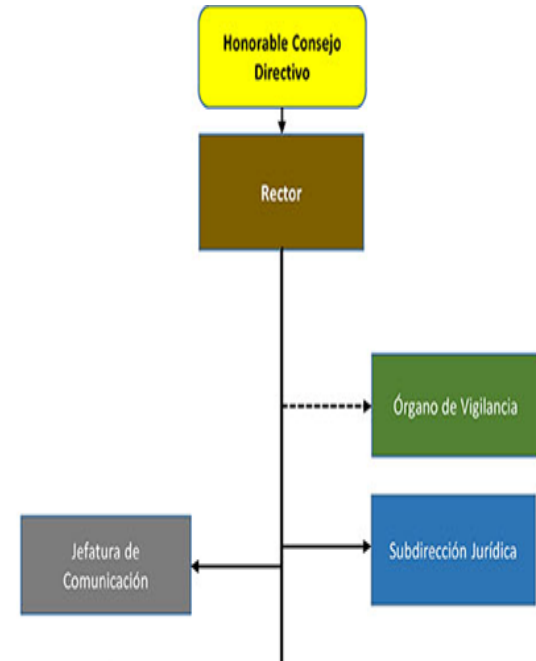 Honorable Consejo
Directivo
Rector
Órgano de Vigilancia
Subdirección Jurídica
Jefatura de
Comunicación